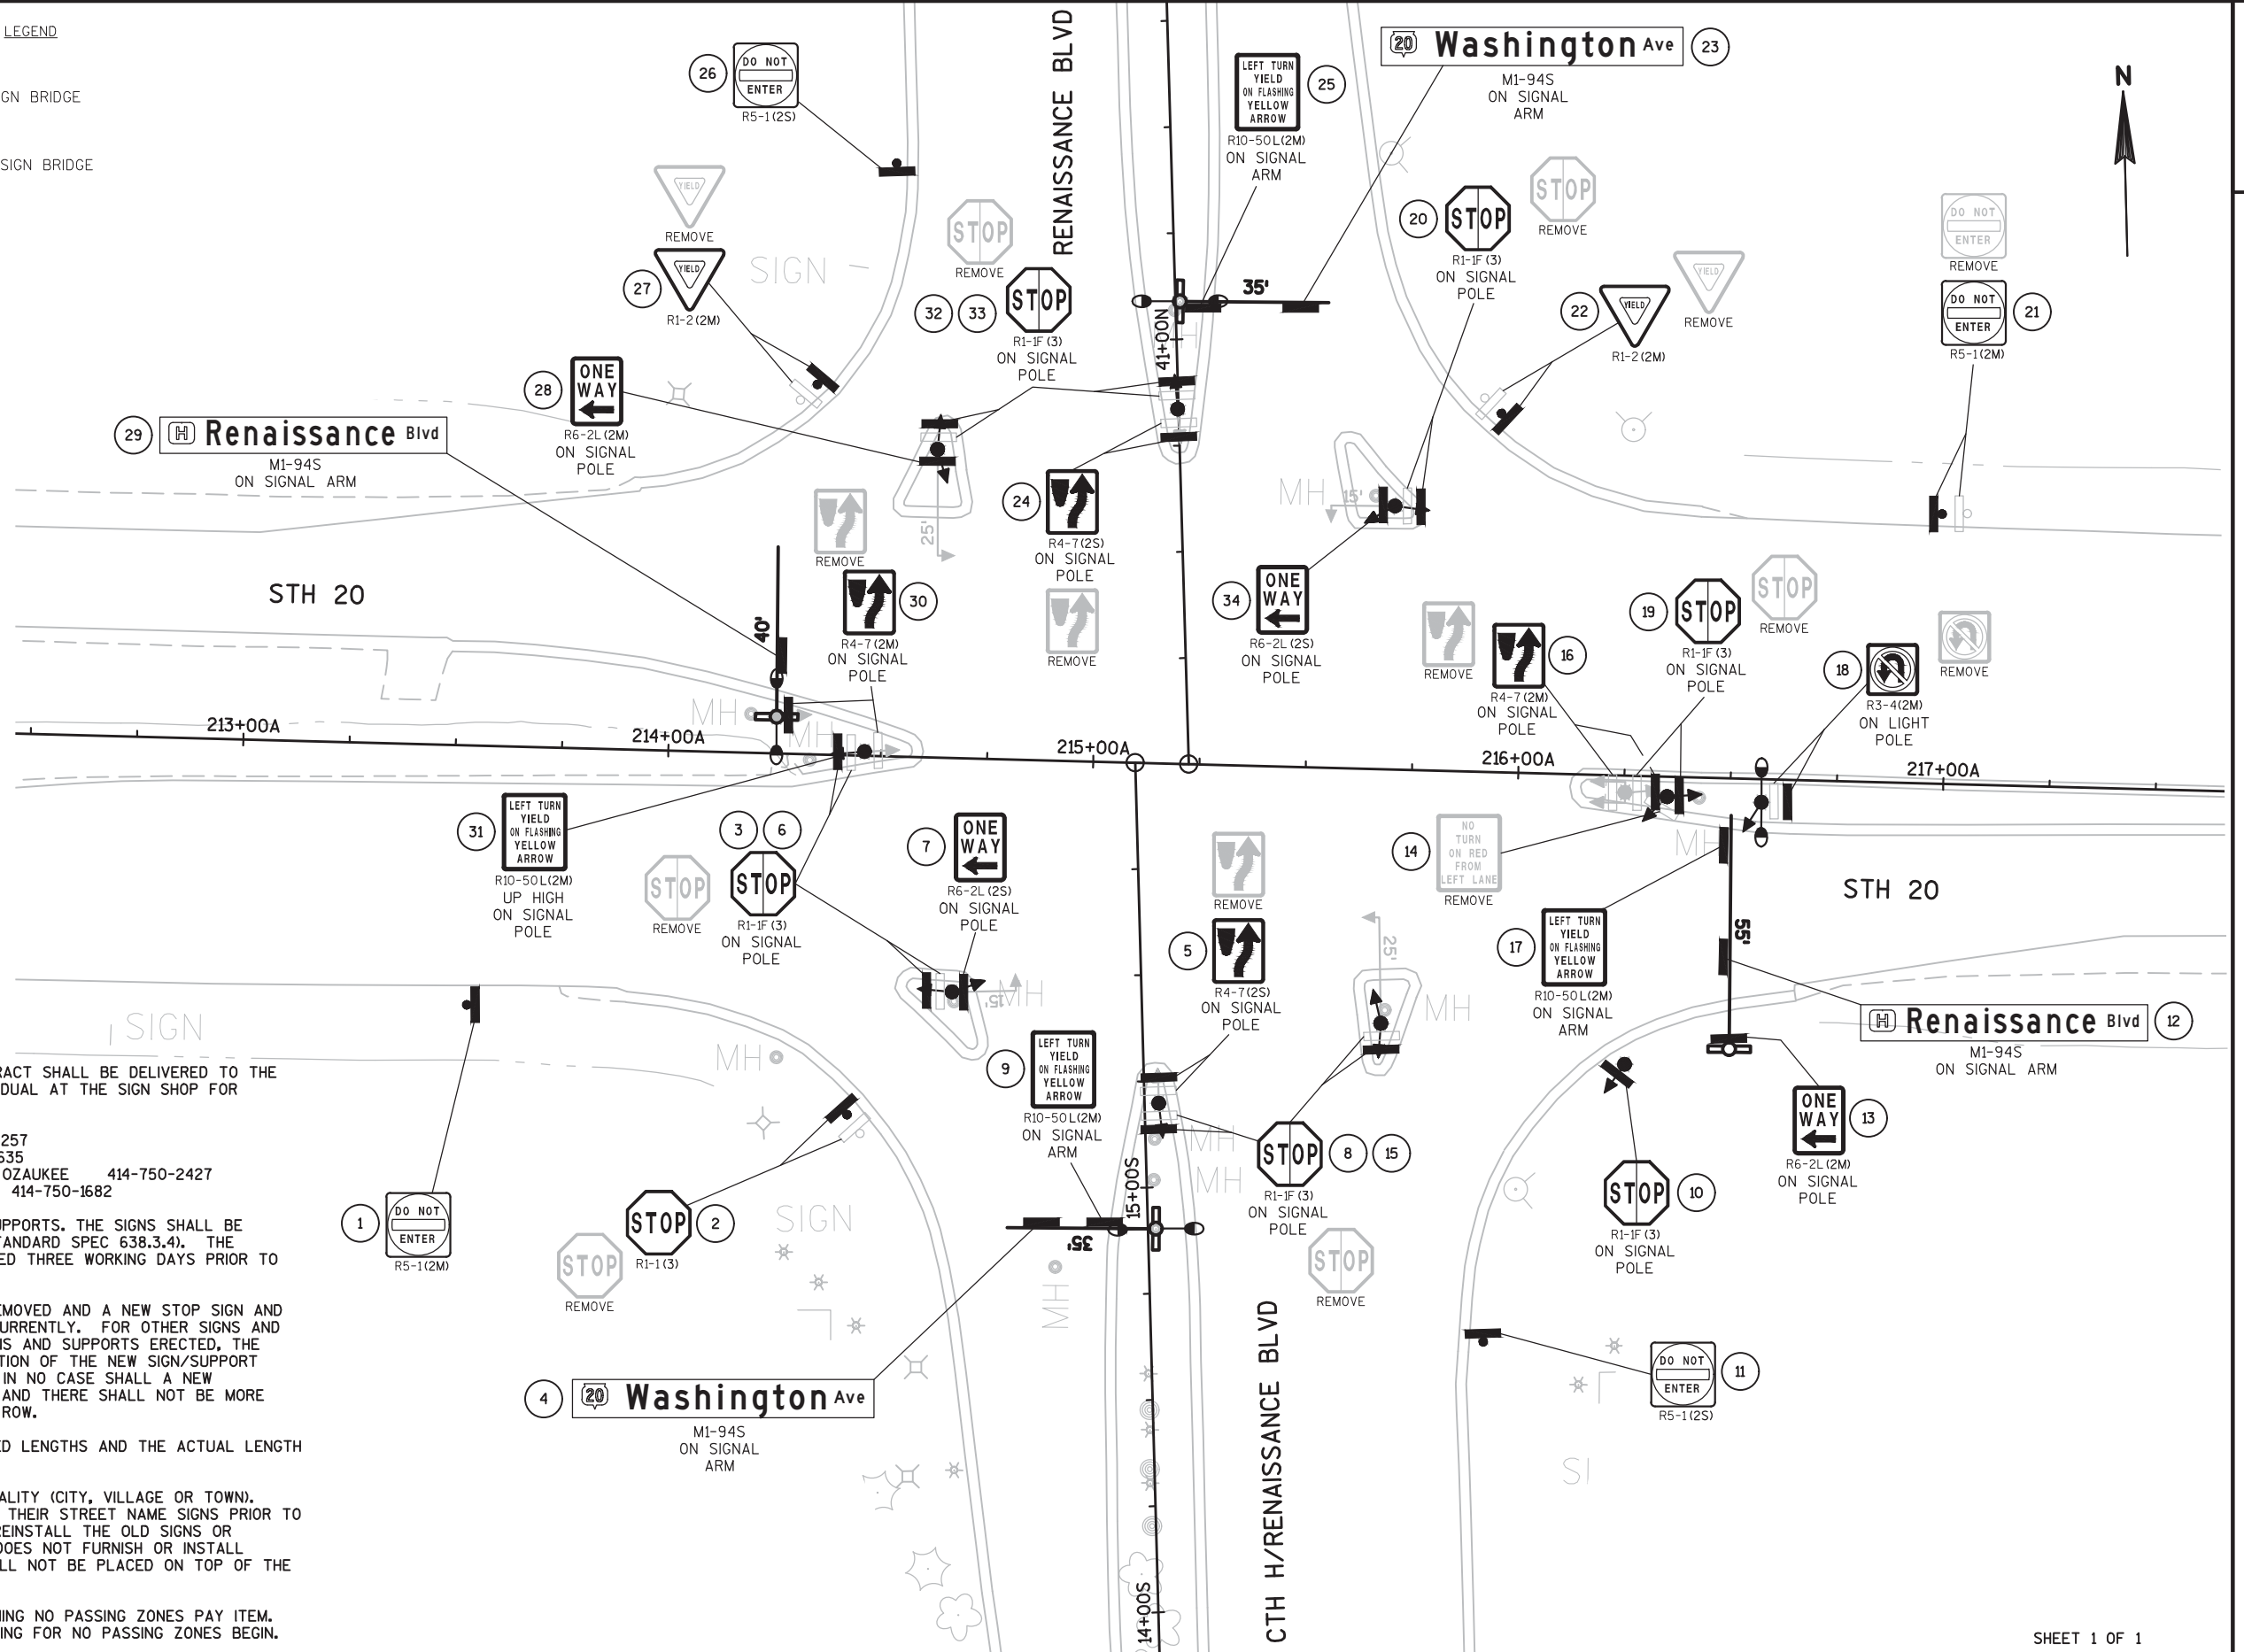 LEGEND
GN BRIDGE
SIGN BRIDGE
26
DO NOT
ENTER
R5-1(2S)
RENAISSANCE BLVD
LEFT TURN
YIELD
ON FLASHING
YELLOW
ARROW
25
R10-50L(2M)
ON SIGNAL
ARM
20 Washington Ave
23
M1-94S
ON SIGNAL
ARM
N
YIELD
REMOVE
27
YIELD
R1-2(2M)
SIGN
STOP
REMOVE
32
33
STOP
R1-1F(3)
ON SIGNAL
POLE
35'
41+00N
H
20
STOP
R1-1F(3)
ON SIGNAL
POLE
STOP
REMOVE
22
YIELD
R1-2(2M)
YIELD
REMOVE
DO NOT
ENTER
REMOVE
DO NOT
ENTER
21
R5-1(2M)
28
ONE
WAY
R6-2L(2M)
ON SIGNAL
POLE
29
H Renaissance Blvd
M1-94S
ON SIGNAL ARM
25'
24
R4-7(2S)
ON SIGNAL
POLE
REMOVE
MH
15'
34
ONE
WAY
R6-2L(2S)
ON SIGNAL
POLE
REMOVE
30
R4-7(2M)
ON SIGNAL
POLE
STH 20
40'
REMOVE
16
R4-7(2M)
ON SIGNAL
POLE
19
STOP
R1-1F(3)
ON SIGNAL
POLE
STOP
REMOVE
18
R3-4(2M)
ON LIGHT
POLE
REMOVE
213+00A
214+00A
215+00A
216+00A
217+00A
MH
MH
31
LEFT TURN
YIELD
ON FLASHING
YELLOW
ARROW
R10-50L(2M)
UP HIGH
ON SIGNAL
POLE
STOP
REMOVE
3
6
STOP
R1-1F(3)
ON SIGNAL
POLE
7
ONE
WAY
R6-2L(2S)
ON SIGNAL
POLE
15'
MH
REMOVE
5
R4-7(2S)
ON SIGNAL
POLE
25'
MH
14
NO
TURN
ON RED
FROM
LEFT LANE
REMOVE
MH
17
LEFT TURN
YIELD
ON FLASHING
YELLOW
ARROW
R10-50L(2M)
ON SIGNAL
ARM
55'
STH 20
H Renaissance Blvd
12
M1-94S
ON SIGNAL ARM
SIGN
MH
9
LEFT TURN
YIELD
ON FLASHING
YELLOW
ARROW
R10-50L(2M)
ON SIGNAL
ARM
MH
MH
15+00S
STOP
8
15
R1-1F(3)
ON SIGNAL
POLE
STOP
REMOVE
STOP
10
R1-1F(3)
ON SIGNAL
POLE
ONE
WAY
13
R6-2L(2M)
ON SIGNAL
POLE
1
DO NOT
ENTER
R5-1(2M)
STOP
2
R1-1(3)
STOP
REMOVE
SIGN
35'
MH
4
20 Washington Ave
M1-94S
ON SIGNAL
ARM
CTH H/RENAISSANCE BLVD
14+00S
DO NOT
ENTER
11
R5-1(2S)
SI
RACT SHALL BE DELIVERED TO THE
DUAL AT THE SIGN SHOP FOR
257
635
OZAUKEE 414-750-2427
414-750-1682
UPPORTS. THE SIGNS SHALL BE
TANDARD SPEC 638.3.4). THE
ED THREE WORKING DAYS PRIOR TO
EMOVED AND A NEW STOP SIGN AND
URRENTLY. FOR OTHER SIGNS AND
NS AND SUPPORTS ERECTED, THE
TION OF THE NEW SIGN/SUPPORT
IN NO CASE SHALL A NEW
AND THERE SHALL NOT BE MORE
ROW.
ED LENGTHS AND THE ACTUAL LENGTH
ALITY (CITY, VILLAGE OR TOWN).
THEIR STREET NAME SIGNS PRIOR TO
REINSTALL THE OLD SIGNS OR
DOES NOT FURNISH OR INSTALL
LL NOT BE PLACED ON TOP OF THE
HING NO PASSING ZONES PAY ITEM.
ING FOR NO PASSING ZONES BEGIN.
SHEET 1 OF 1